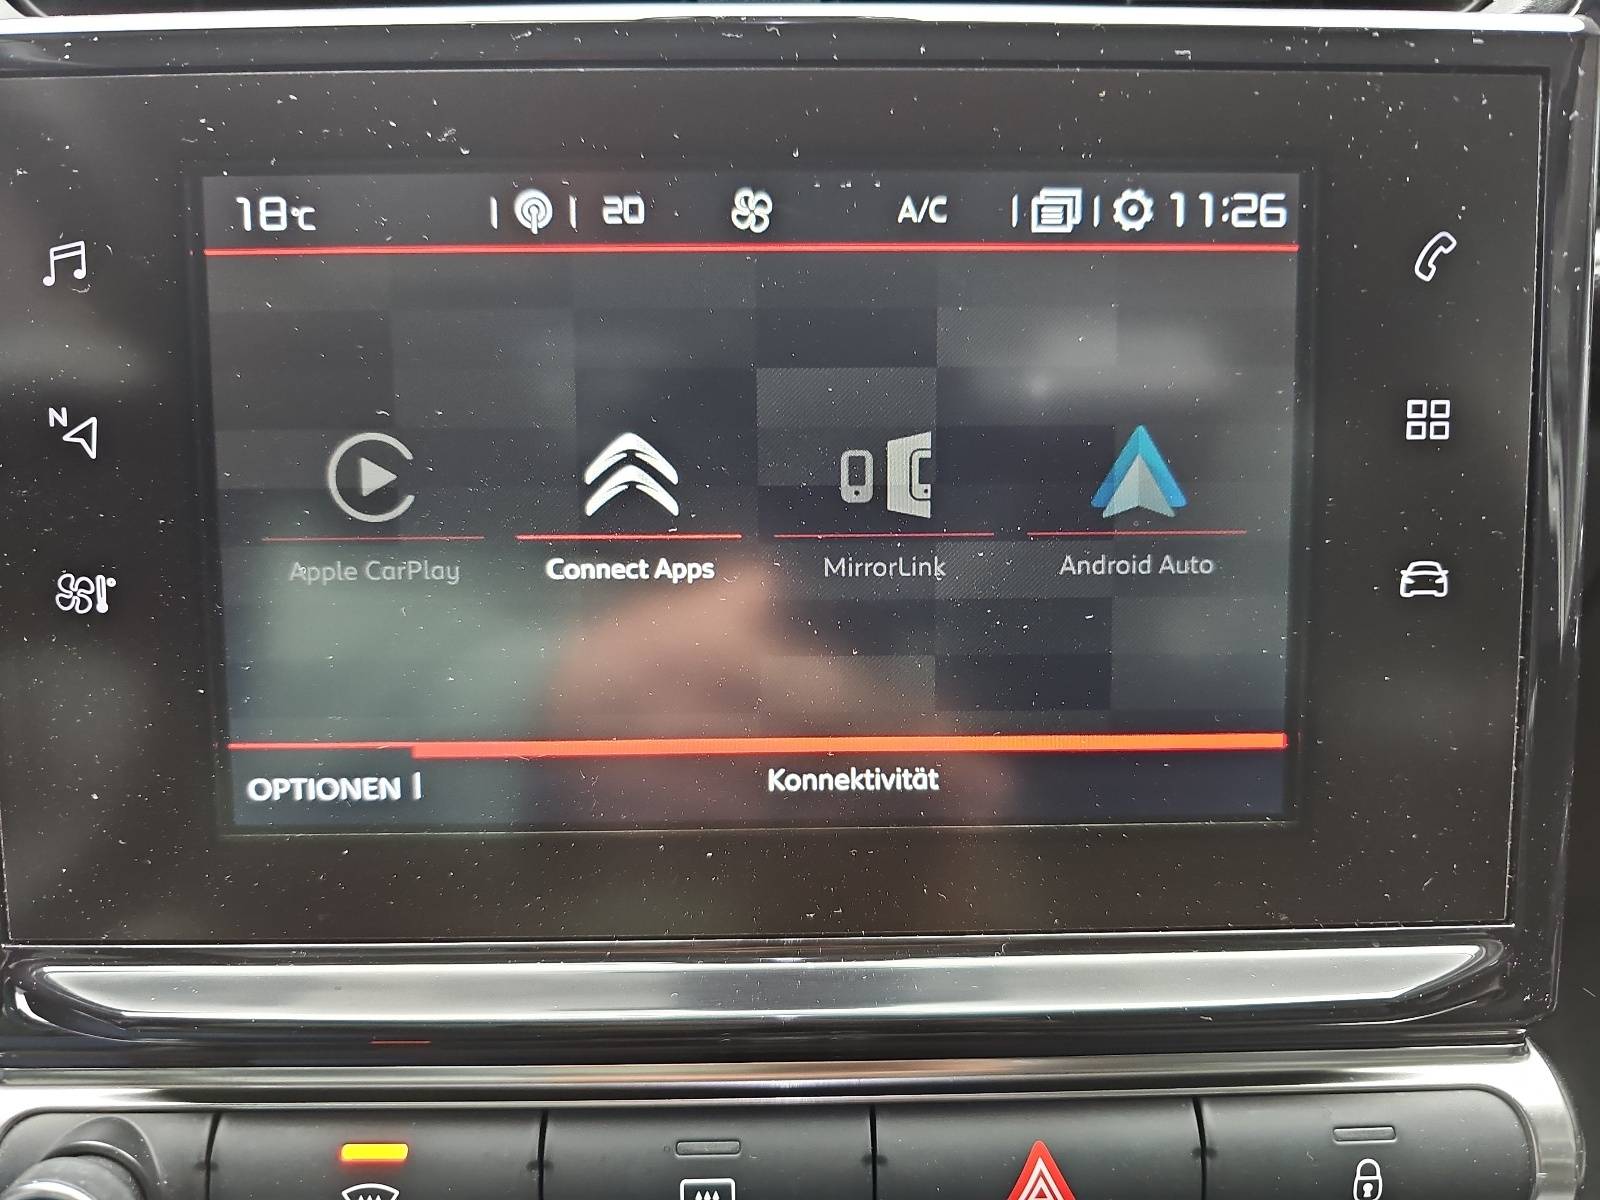 18°C 20 A/C 11:26
N
Apple CarPlay Connect Apps MirrorLink Android Auto
OPTIONEN Konnektivität